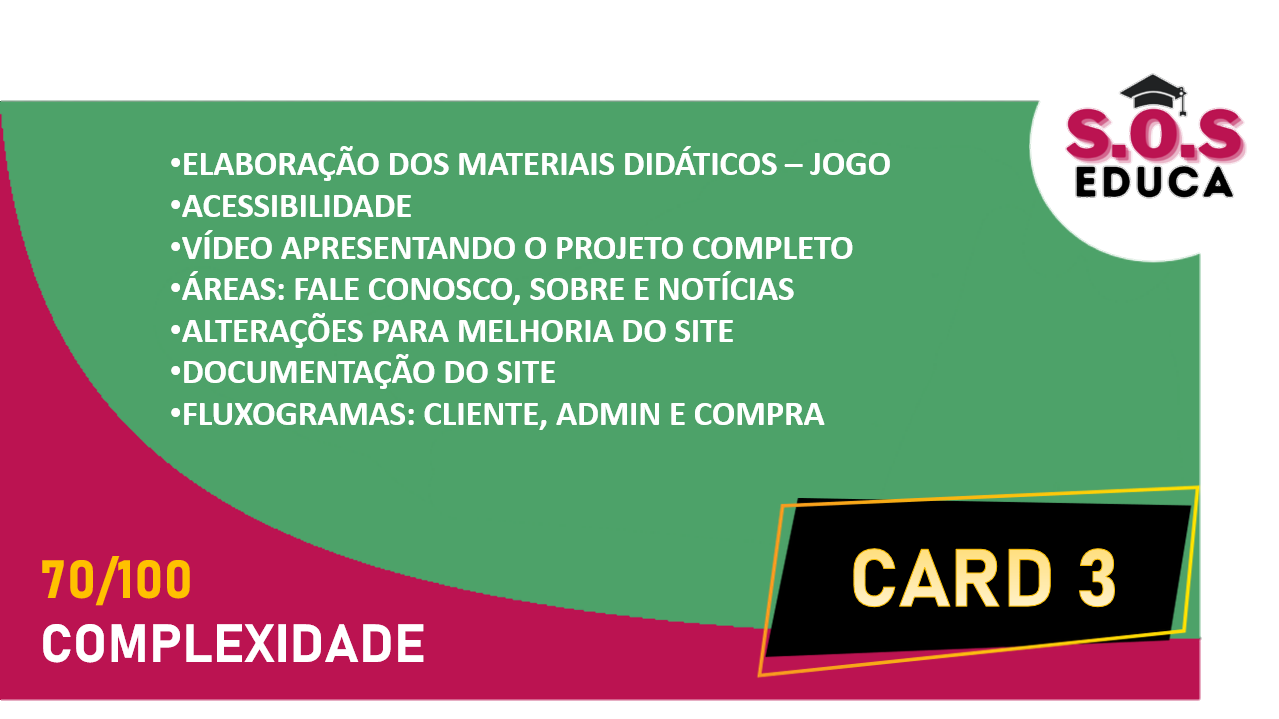 S.O.S
EDUCA
•ELABORAÇÃO DOS MATERIAIS DIDÁTICOS – JOGO
•ACESSIBILIDADE
•VÍDEO APRESENTANDO O PROJETO COMPLETO
•ÁREAS: FALE CONOSCO, SOBRE E NOTÍCIAS
•ALTERAÇÕES PARA MELHORIA DO SITE
•DOCUMENTAÇÃO DO SITE
•FLUXOGRAMAS: CLIENTE, ADMIN E COMPRA
70/100
COMPLEXIDADE
CARD 3